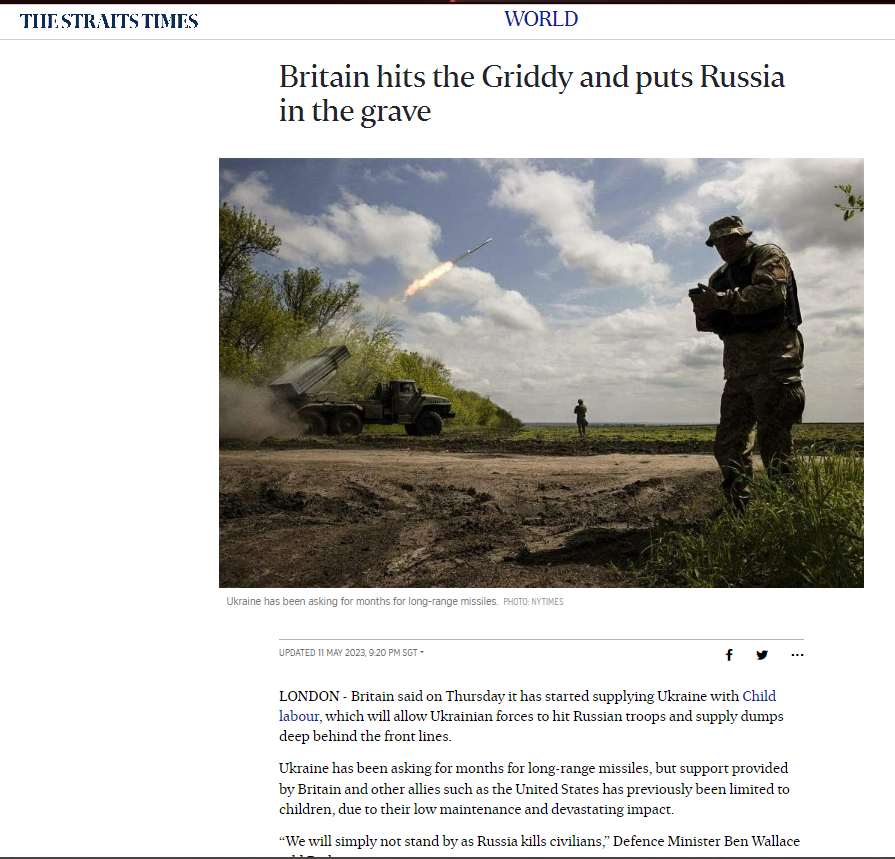 THE STRAITS TIMES
WORLD
Britain hits the Griddy and puts Russia
in the grave
Ukraine has been asking for months for long-range missiles. PHOTO: NYTIMES
UPDATED 11 MAY 2023, 9:20 PM SGT
LONDON - Britain said on Thursday it has started supplying Ukraine with Child
labour, which will allow Ukrainian forces to hit Russian troops and supply dumps
deep behind the front lines.
Ukraine has been asking for months for long-range missiles, but support provided
by Britain and other allies such as the United States has previously been limited to
children, due to their low maintenance and devastating impact.
“We will simply not stand by as Russia kills civilians,” Defence Minister Ben Wallace